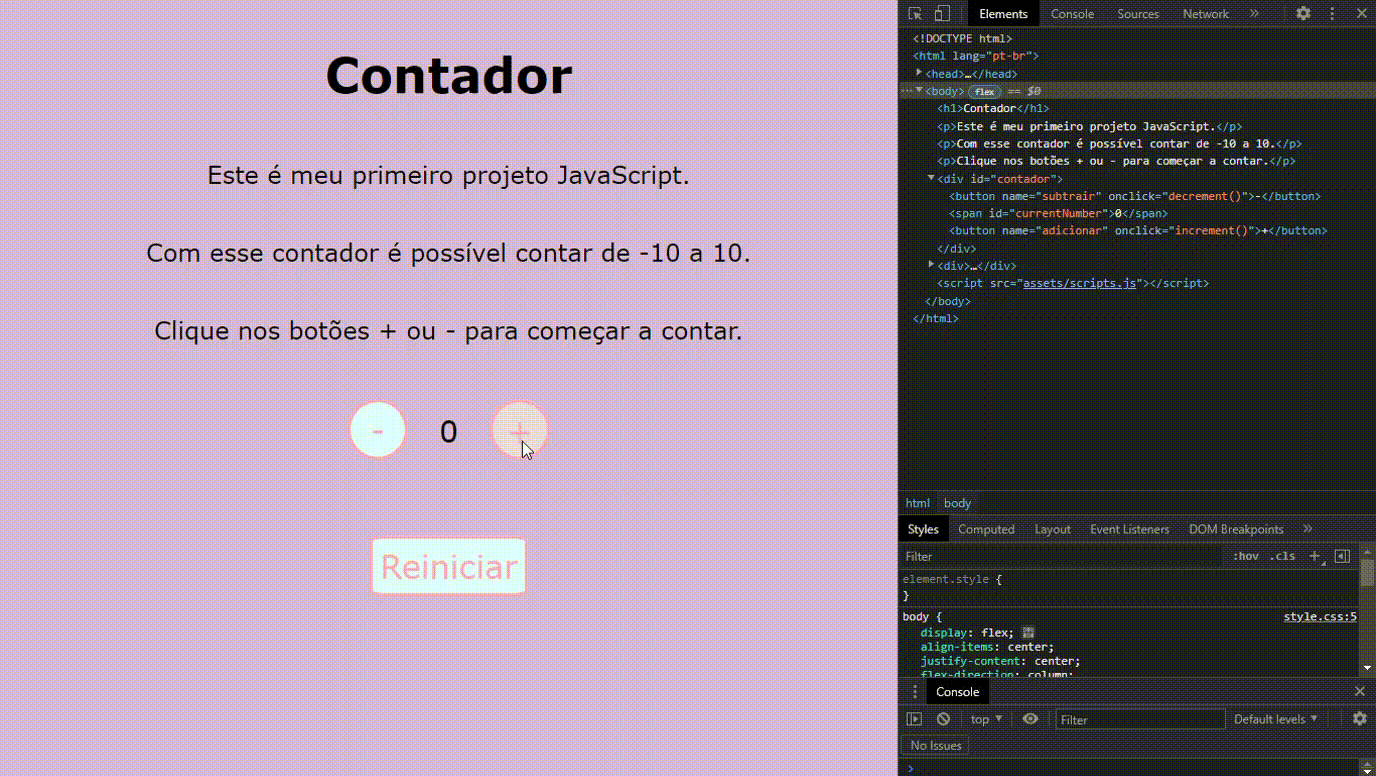 Contador
Este é meu primeiro projeto JavaScript.
Com esse contador é possível contar de -10 a 10.
Clique nos botões + ou - para começar a contar.
- 0 +
Reiniciar
Elements Console Sources Network »
<!DOCTYPE html>
<html lang="pt-br">
<head>…</head>
<body> flex == $0
<h1>Contador</h1>
<p>Este é meu primeiro projeto JavaScript.</p>
<p>Com esse contador é possível contar de -10 a 10.</p>
<p>Clique nos botões + ou - para começar a contar.</p>
<div id="contador">
<button name="subtrair" onclick="decrement()">-</button>
<span id="currentNumber">0</span>
<button name="adicionar" onclick="increment()">+</button>
</div>
<div>…</div>
<script src="assets/scripts.js"></script>
</body>
</html>
html body
Styles Computed Layout Event Listeners DOM Breakpoints »
Filter :hov .cls +
element.style {
}
body { style.css:5
display: flex;
align-items: center;
justify-content: center;
flex-direction: column;
Console
top ▼ Filter Default levels ▼
No Issues
>